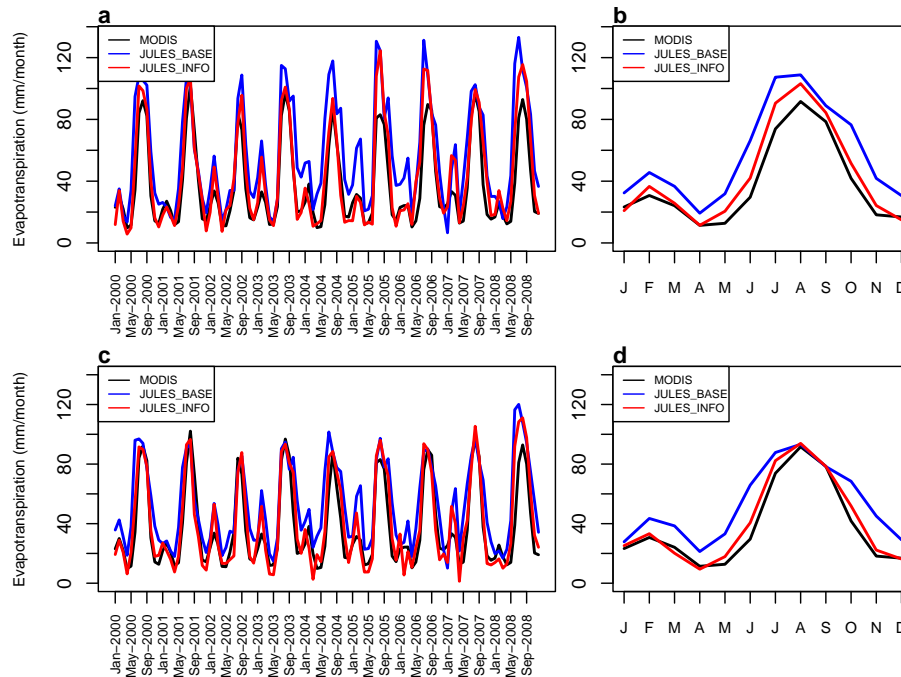 a
Evapotranspiration (mm/month)
0 40 80 120
MODIS
JULES_BASE
JULES_INFO
Jan−2000
May−2000
Sep−2000
Jan−2001
May−2001
Sep−2001
Jan−2002
May−2002
Sep−2002
Jan−2003
May−2003
Sep−2003
Jan−2004
May−2004
Sep−2004
Jan−2005
May−2005
Sep−2005
Jan−2006
May−2006
Sep−2006
Jan−2007
May−2007
Sep−2007
Jan−2008
May−2008
Sep−2008
b
0 40 80 120
MODIS
JULES_BASE
JULES_INFO
J F M A M J J A S O N D
c
Evapotranspiration (mm/month)
0 40 80 120
MODIS
JULES_BASE
JULES_INFO
Jan−2000
May−2000
Sep−2000
Jan−2001
May−2001
Sep−2001
Jan−2002
May−2002
Sep−2002
Jan−2003
May−2003
Sep−2003
Jan−2004
May−2004
Sep−2004
Jan−2005
May−2005
Sep−2005
Jan−2006
May−2006
Sep−2006
Jan−2007
May−2007
Sep−2007
Jan−2008
May−2008
Sep−2008
d
0 40 80 120
MODIS
JULES_BASE
JULES_INFO
J F M A M J J A S O N D